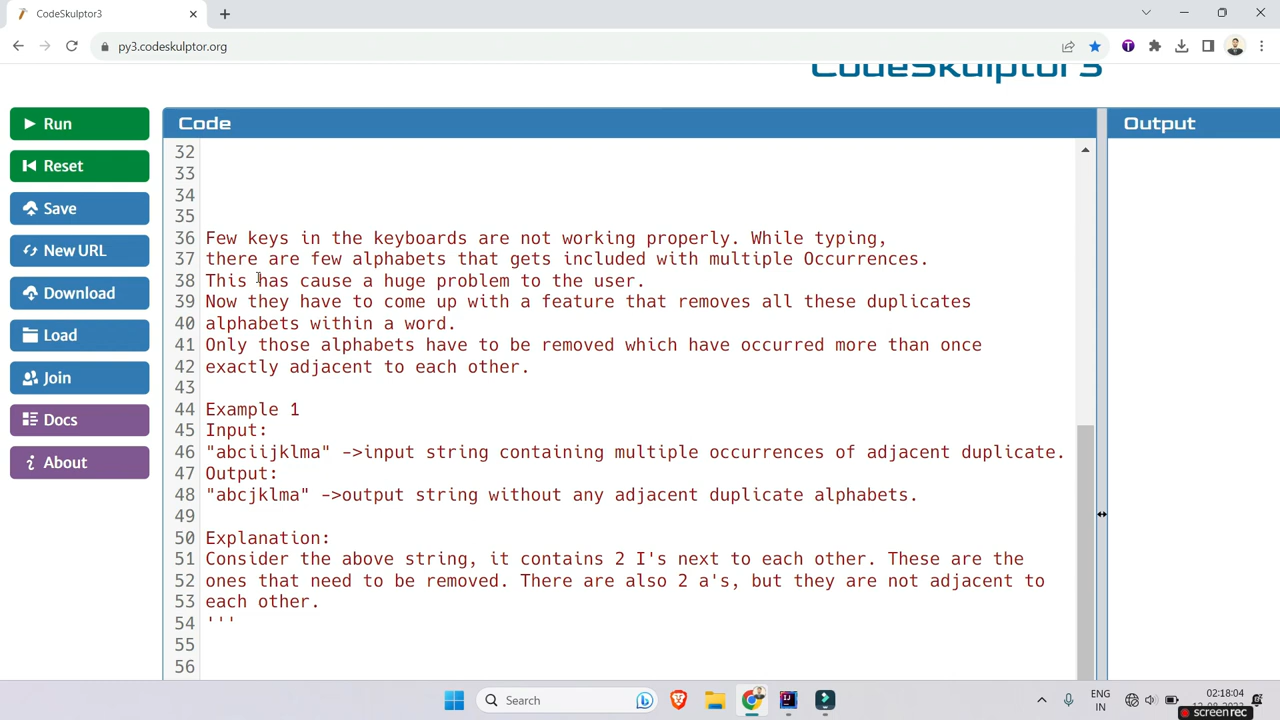 CodeSkulptor3
py3.codeskulptor.org
CodeSkulptor3
Run
Reset
Save
New URL
Download
Load
Join
Docs
About
Code
Output
32
33
34
35
36 Few keys in the keyboards are not working properly. While typing,
37 there are few alphabets that gets included with multiple Occurrences.
38 This has cause a huge problem to the user.
39 Now they have to come up with a feature that removes all these duplicates
40 alphabets within a word.
41 Only those alphabets have to be removed which have occurred more than once
42 exactly adjacent to each other.
43
44 Example 1
45 Input:
46 "abciijklma" ->input string containing multiple occurrences of adjacent duplicate.
47 Output:
48 "abcjklma" ->output string without any adjacent duplicate alphabets.
49
50 Explanation:
51 Consider the above string, it contains 2 I's next to each other. These are the
52 ones that need to be removed. There are also 2 a's, but they are not adjacent to
53 each other.
54 '''
55
56
Search
ENG
IN
02:18:04
screenrec